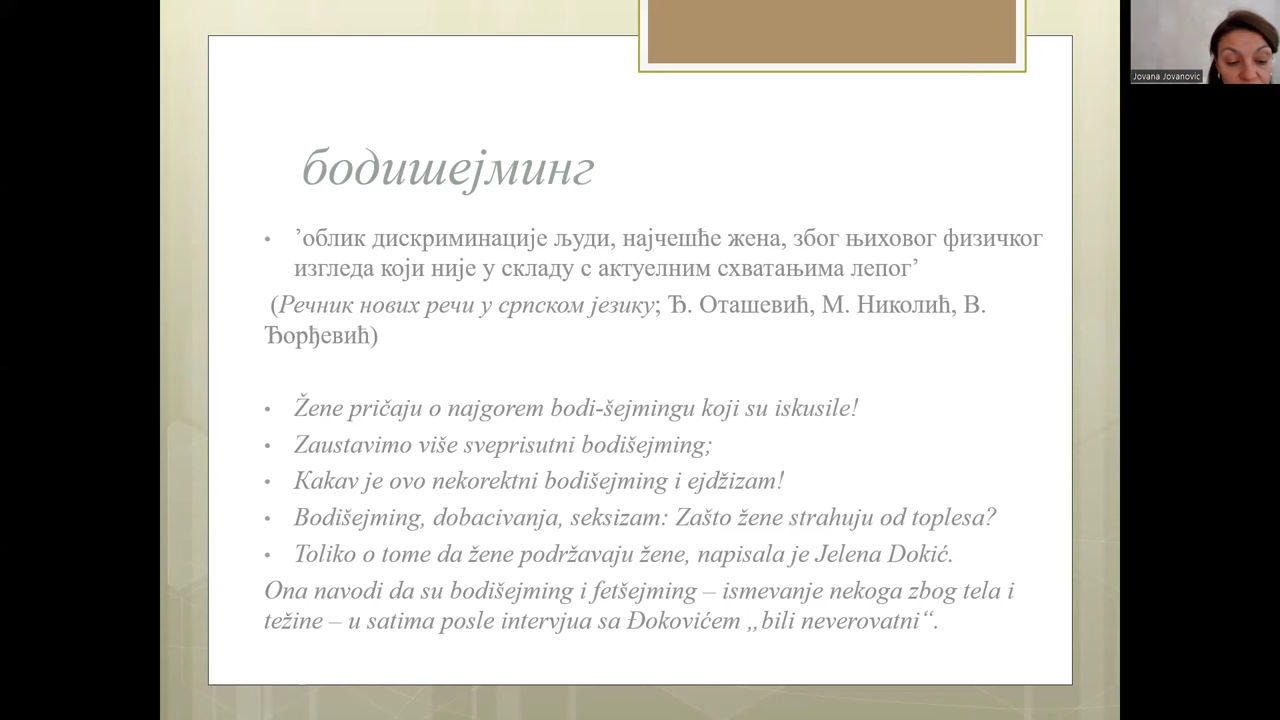 бодишејминг
• ’облик дискриминације људи, најчешће жена, због њиховог физичког
изгледа који није у складу с актуелним схватањима лепог’
(Речник нових речи у српском језику; Ђ. Оташевић, М. Николић, В.
Ђорђевић)
• Žene pričaju o najgorem bodi-šejmingu koji su iskusile!
• Zaustavimo više sveprisutni bodišejming;
• Kakav je ovo nekorektni bodišejming i ejdžizam!
• Bodišejming, dobacivanja, seksizam: Zašto žene strahuju od toplesa?
• Toliko o tome da žene podržavaju žene, napisala je Jelena Dokić.
Ona navodi da su bodišejming i fetšejming – ismevanje nekoga zbog tela i
težine – u satima posle intervjua sa Đokovićem „bili neverovatni“.
Jovana Jovanovic